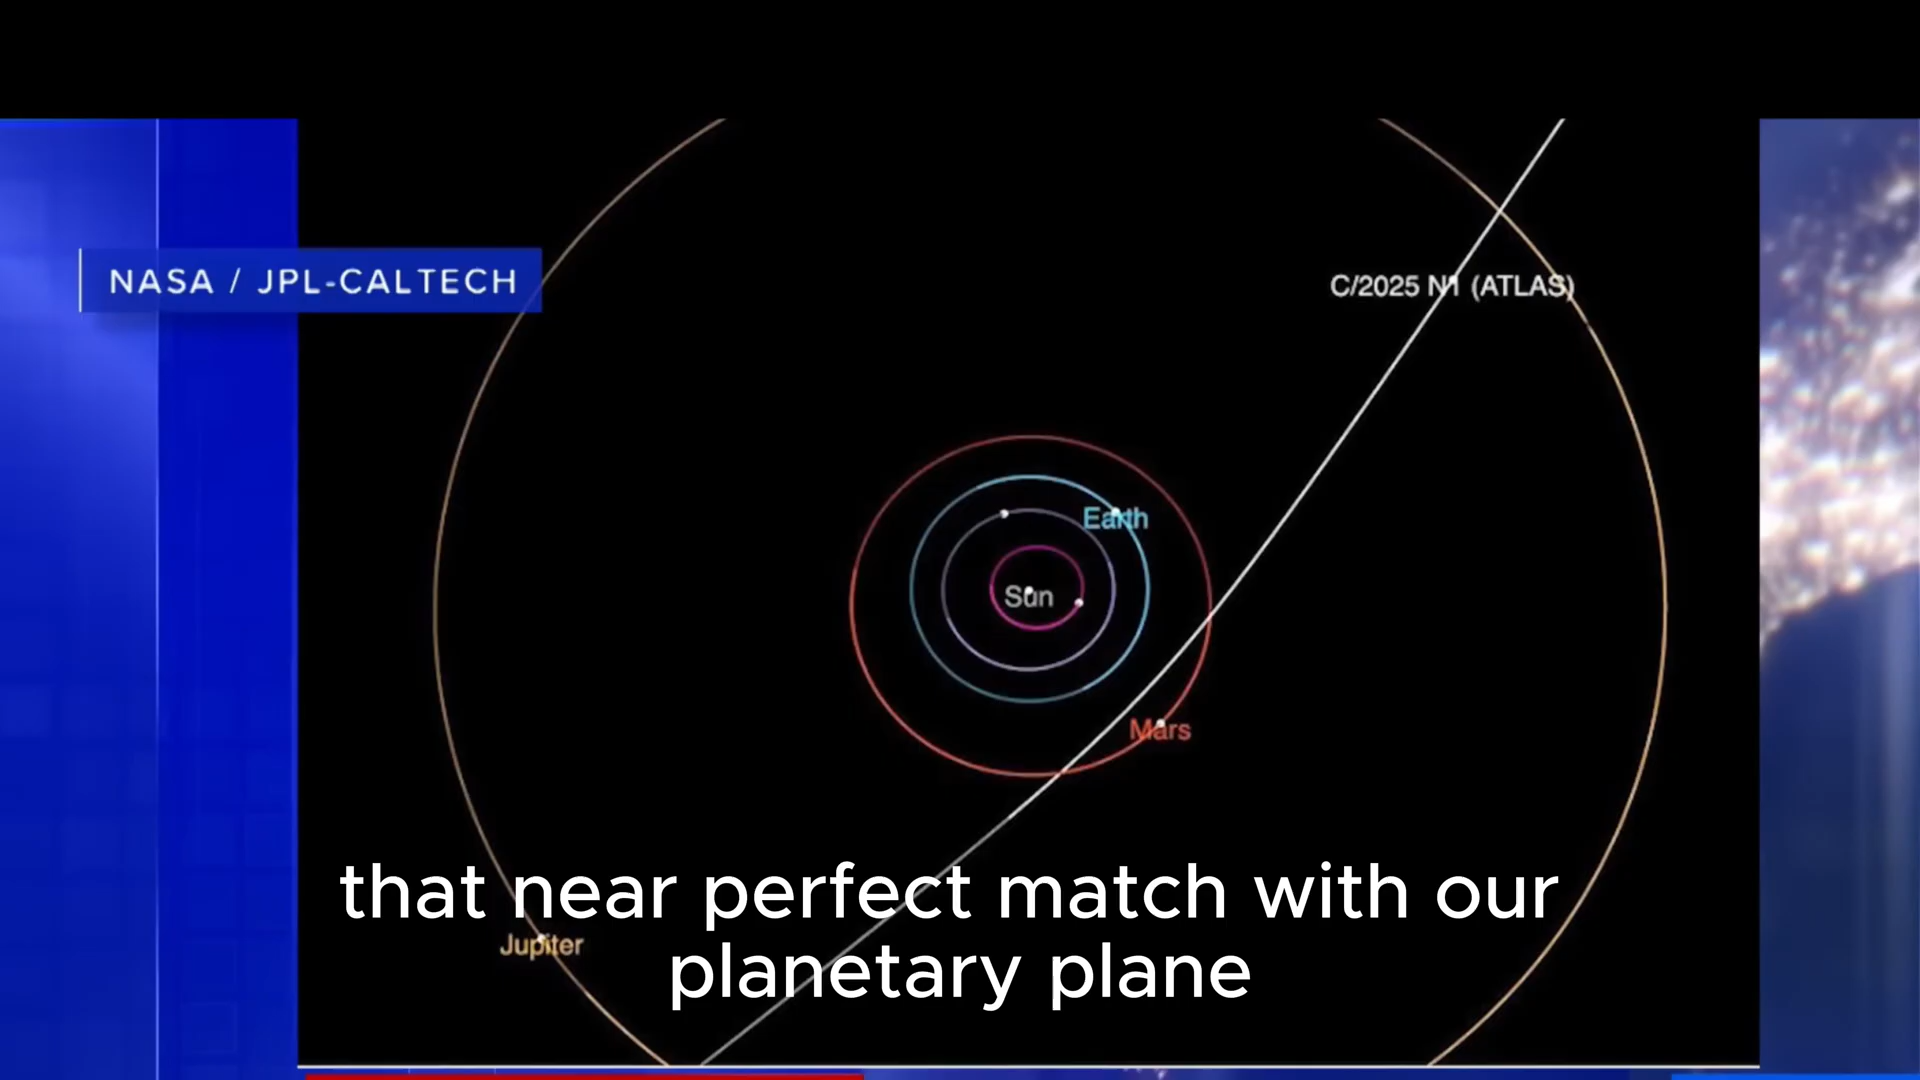 NASA / JPL-CALTECH
C/2025 N1 (ATLAS)
Earth
Sun
Mars
that near perfect match with our
Jupiter
planetary plane